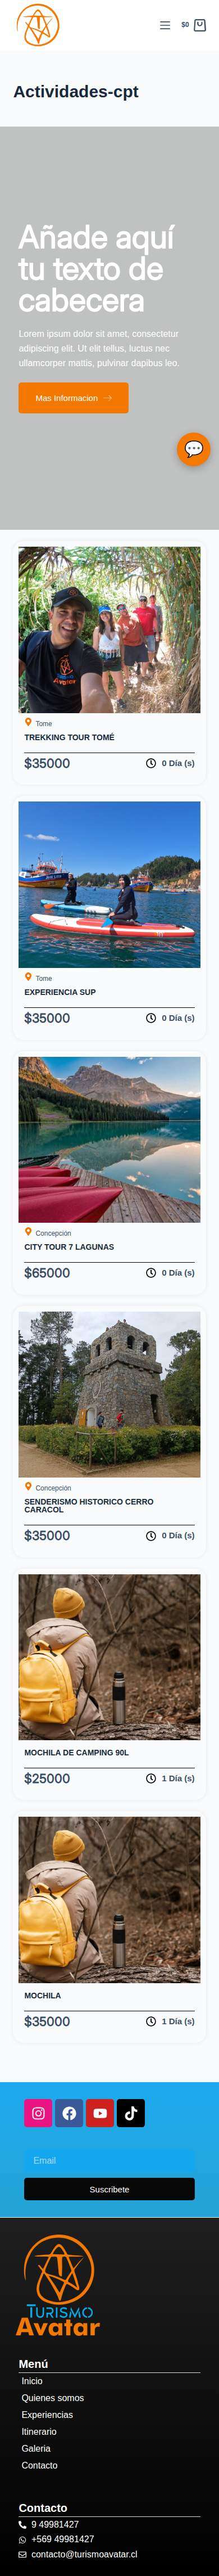 $0
Actividades-cpt
Añade aquí
tu texto de
cabecera
Lorem ipsum dolor sit amet, consectetur
adipiscing elit. Ut elit tellus, luctus nec
ullamcorper mattis, pulvinar dapibus leo.
Mas Informacion
Tome
TREKKING TOUR TOMÉ
$35000 0 Día (s)
Tome
EXPERIENCIA SUP
$35000 0 Día (s)
Concepción
CITY TOUR 7 LAGUNAS
$65000 0 Día (s)
Concepción
SENDERISMO HISTORICO CERRO
CARACOL
$35000 0 Día (s)
MOCHILA DE CAMPING 90L
$25000 1 Día (s)
MOCHILA
$35000 1 Día (s)
Email
Suscribete
TURISMO
Avatar
Menú
Inicio
Quienes somos
Experiencias
Itinerario
Galeria
Contacto
Contacto
9 49981427
+569 49981427
contacto@turismoavatar.cl